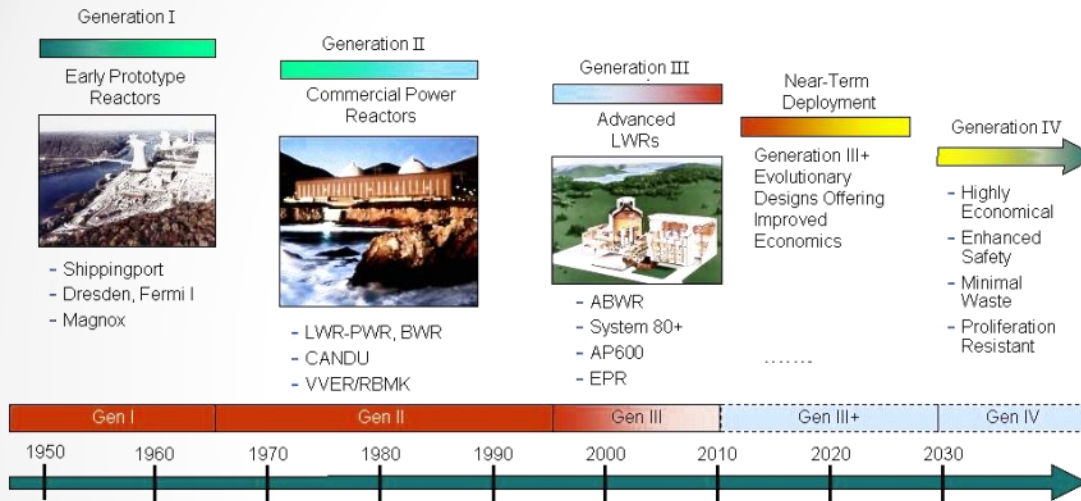 Generation I
Early Prototype
Reactors
- Shippingport
- Dresden, Fermi I
- Magnox
Generation II
Commercial Power
Reactors
- LWR-PWR, BWR
- CANDU
- VVER/RBMK
Generation III
Advanced
LWRs
- ABWR
- System 80+
- AP600
- EPR
Near-Term
Deployment
Generation III+
Evolutionary
Designs Offering
Improved
Economics
.......
Generation IV
- Highly
Economical
- Enhanced
Safety
- Minimal
Waste
- Proliferation
Resistant
Gen I
Gen II
Gen III
Gen III+
Gen IV
1950
1960
1970
1980
1990
2000
2010
2020
2030